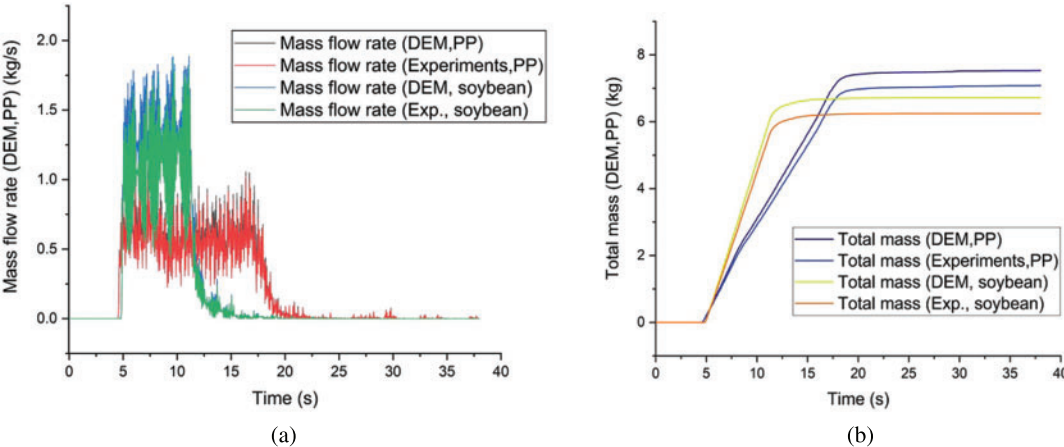 Mass flow rate (DEM,PP) (kg/s)
2.0
1.5
1.0
0.5
0.0
Mass flow rate (DEM,PP)
Mass flow rate (Experiments,PP)
Mass flow rate (DEM, soybean)
Mass flow rate (Exp., soybean)
0 5 10 15 20 25 30 35 40
Time (s)
(a)
Total mass (DEM,PP) (kg)
8
6
4
2
0
Total mass (DEM,PP)
Total mass (Experiments,PP)
Total mass (DEM, soybean)
Total mass (Exp., soybean)
0 5 10 15 20 25 30 35 40
Time (s)
(b)